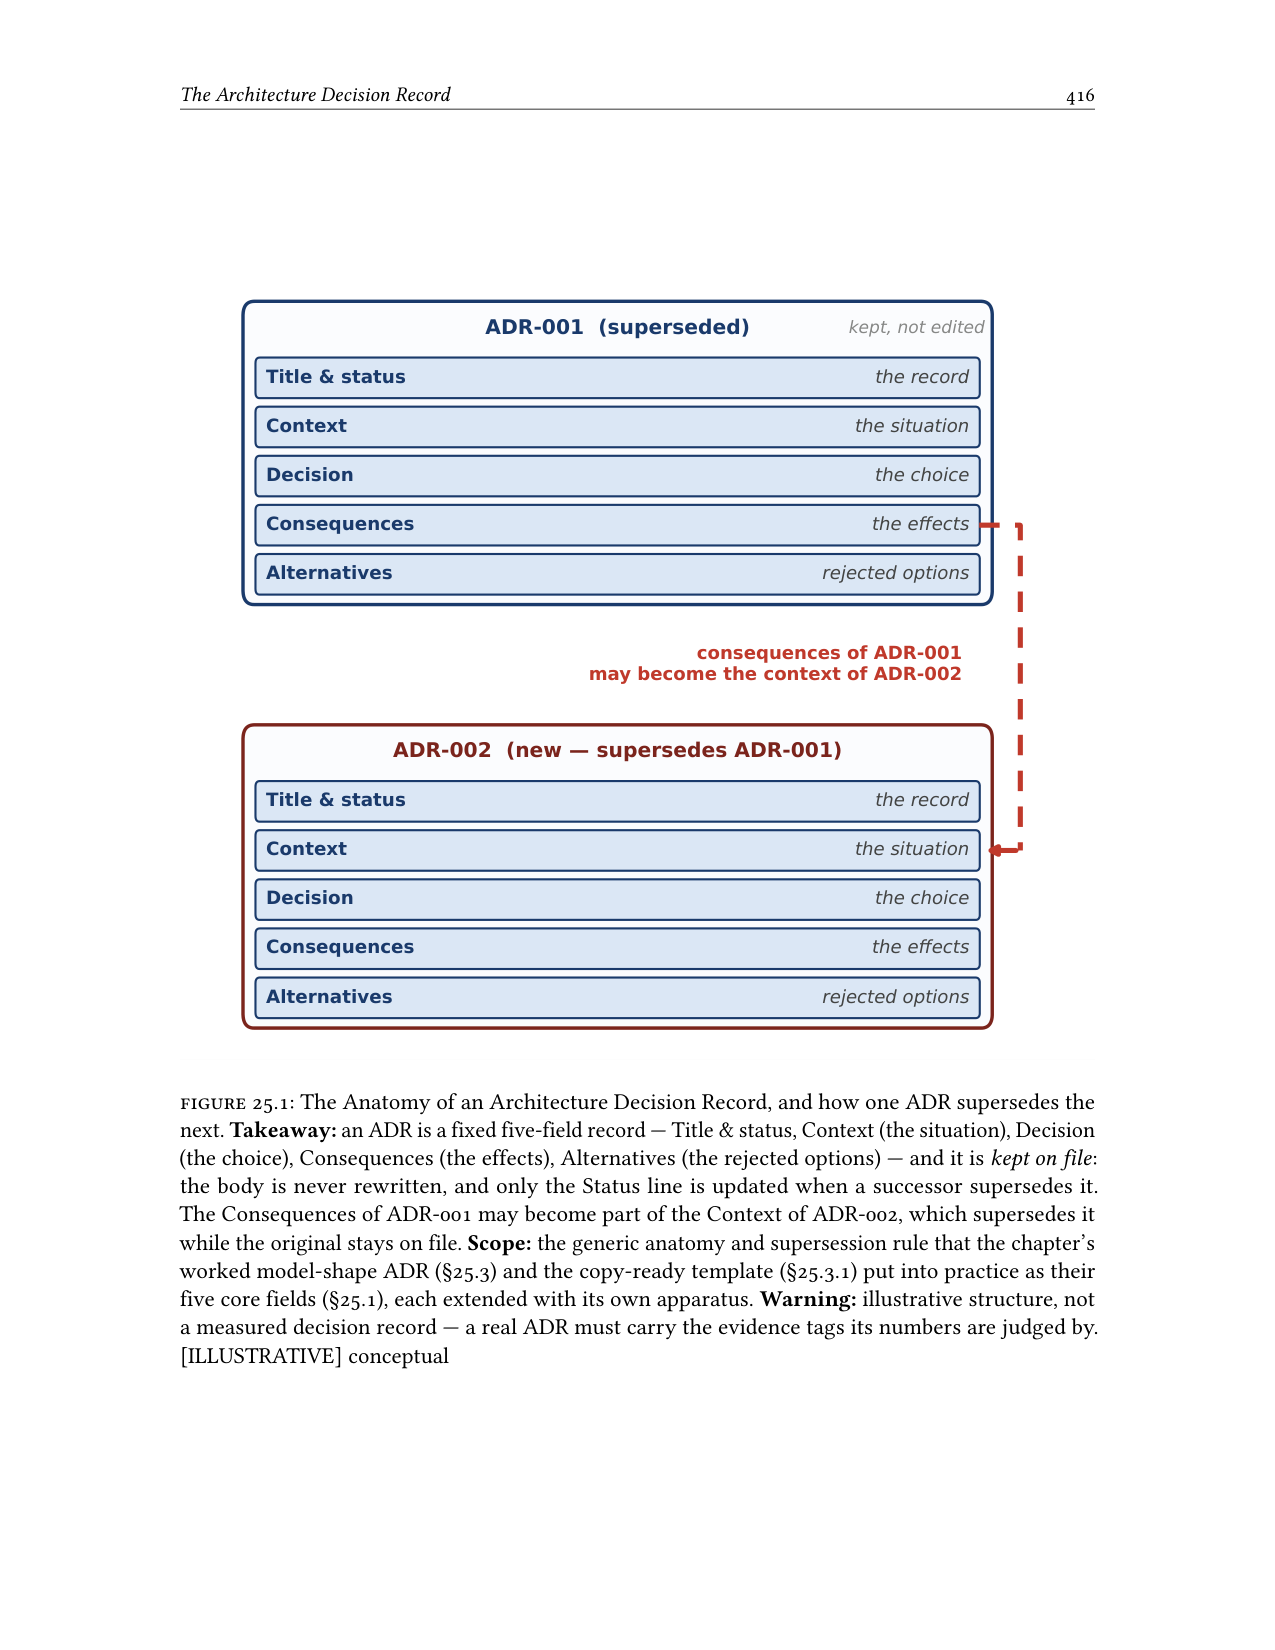 The Architecture Decision Record 416
ADR-001 (superseded) kept, not edited
Title & status the record
Context the situation
Decision the choice
Consequences the effects
Alternatives rejected options
consequences of ADR-001
may become the context of ADR-002
ADR-002 (new — supersedes ADR-001)
Title & status the record
Context the situation
Decision the choice
Consequences the effects
Alternatives rejected options
FIGURE 25.1: The Anatomy of an Architecture Decision Record, and how one ADR supersedes the
next. Takeaway: an ADR is a fixed five-field record — Title & status, Context (the situation), Decision
(the choice), Consequences (the effects), Alternatives (the rejected options) — and it is kept on file:
the body is never rewritten, and only the Status line is updated when a successor supersedes it.
The Consequences of ADR-001 may become part of the Context of ADR-002, which supersedes it
while the original stays on file. Scope: the generic anatomy and supersession rule that the chapter’s
worked model-shape ADR (§25.3) and the copy-ready template (§25.3.1) put into practice as their
five core fields (§25.1), each extended with its own apparatus. Warning: illustrative structure, not
a measured decision record — a real ADR must carry the evidence tags its numbers are judged by.
[ILLUSTRATIVE] conceptual